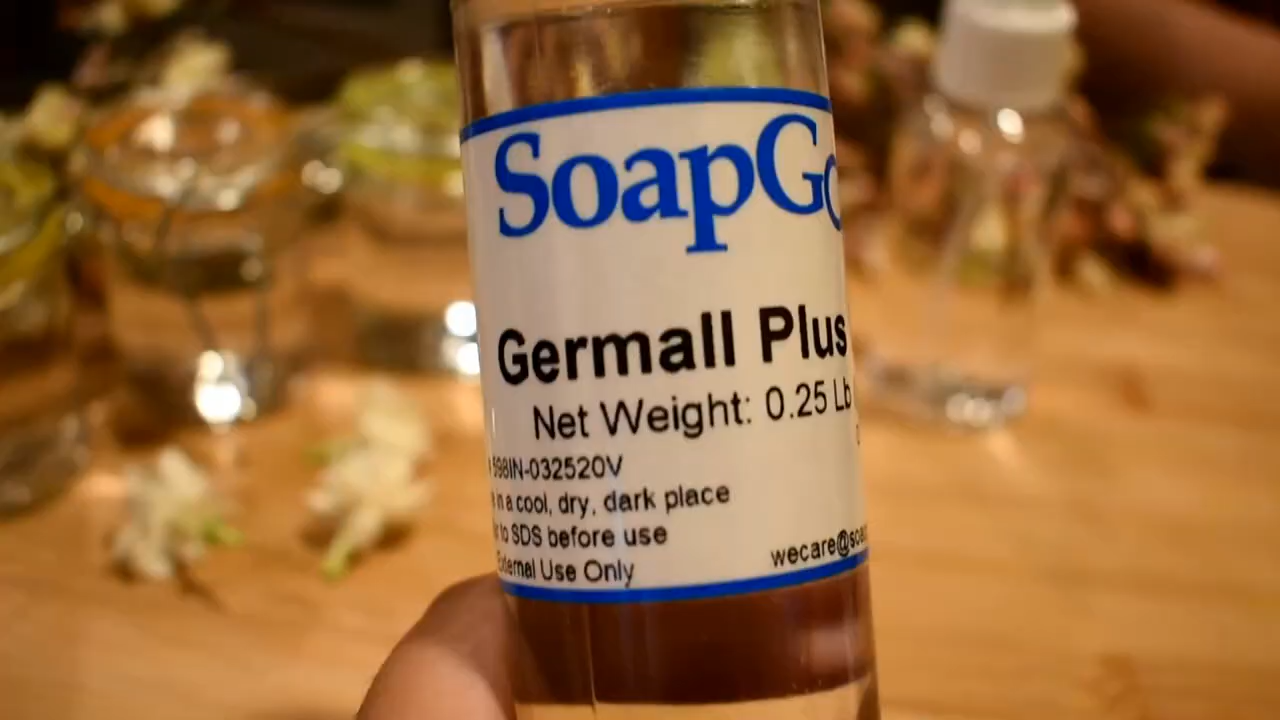 SoapGo
Germall Plus
Net Weight: 0.25 Lb
598IN-032520V
in a cool, dry, dark place
to SDS before use
External Use Only
wecare@soa